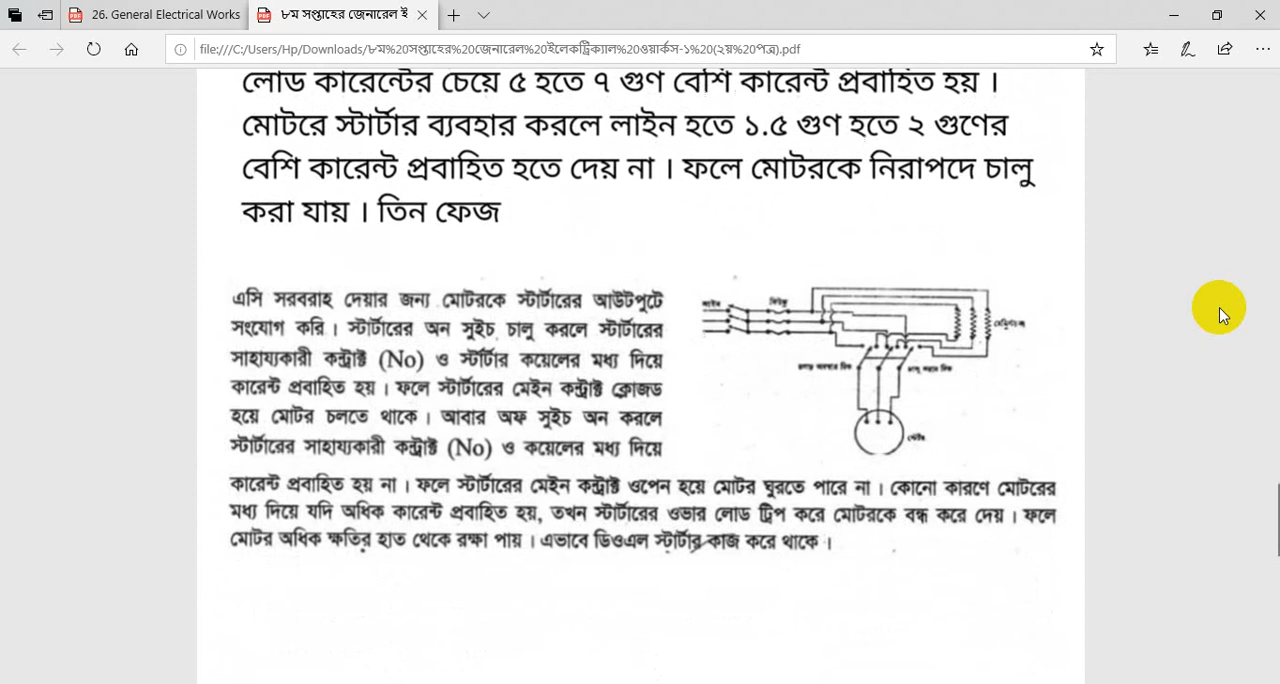 26. General Electrical Works
৮ম সপ্তাহের জেনারেল ই
file:///C:/Users/Hp/Downloads/৮ম%20সপ্তাহের%20জেনারেল%20ইলেকট্রিক্যাল%20ওয়ার্কস-১%20(২য়%20পত্র).pdf
লোড কারেন্টের চেয়ে ৫ হতে ৭ গুণ বেশি কারেন্ট প্রবাহিত হয় ।
মোটরে স্টার্টার ব্যবহার করলে লাইন হতে ১.৫ গুণ হতে ২ গুণের
বেশি কারেন্ট প্রবাহিত হতে দেয় না । ফলে মোটরকে নিরাপদে চালু
করা যায় । তিন ফেজ
এসি সরবরাহ দেয়ার জন্য মোটরকে স্টার্টারের আউটপুটে
সংযোগ করি । স্টার্টারের অন সুইচ চালু করলে স্টার্টারের
সাহায্যকারী কন্ট্রাক্ট (No) ও স্টার্টার কয়েলের মধ্য দিয়ে
কারেন্ট প্রবাহিত হয় । ফলে স্টার্টারের মেইন কন্ট্রাক্ট ক্লোজড
হয়ে মোটর চলতে থাকে । আবার অফ সুইচ অন করলে
স্টার্টারের সাহায্যকারী কন্ট্রাক্ট (No) ও কয়েলের মধ্য দিয়ে
কারেন্ট প্রবাহিত হয় না । ফলে স্টার্টারের মেইন কন্ট্রাক্ট ওপেন হয়ে মোটর ঘুরতে পারে না । কোনো কারণে মোটরের
মধ্য দিয়ে যদি অধিক কারেন্ট প্রবাহিত হয়, তখন স্টার্টারের ওভার লোড ট্রিপ করে মোটরকে বন্ধ করে দেয় । ফলে
মোটর অধিক ক্ষতির হাত থেকে রক্ষা পায় । এভাবে ডিওএল স্টার্টার কাজ করে থাকে ।